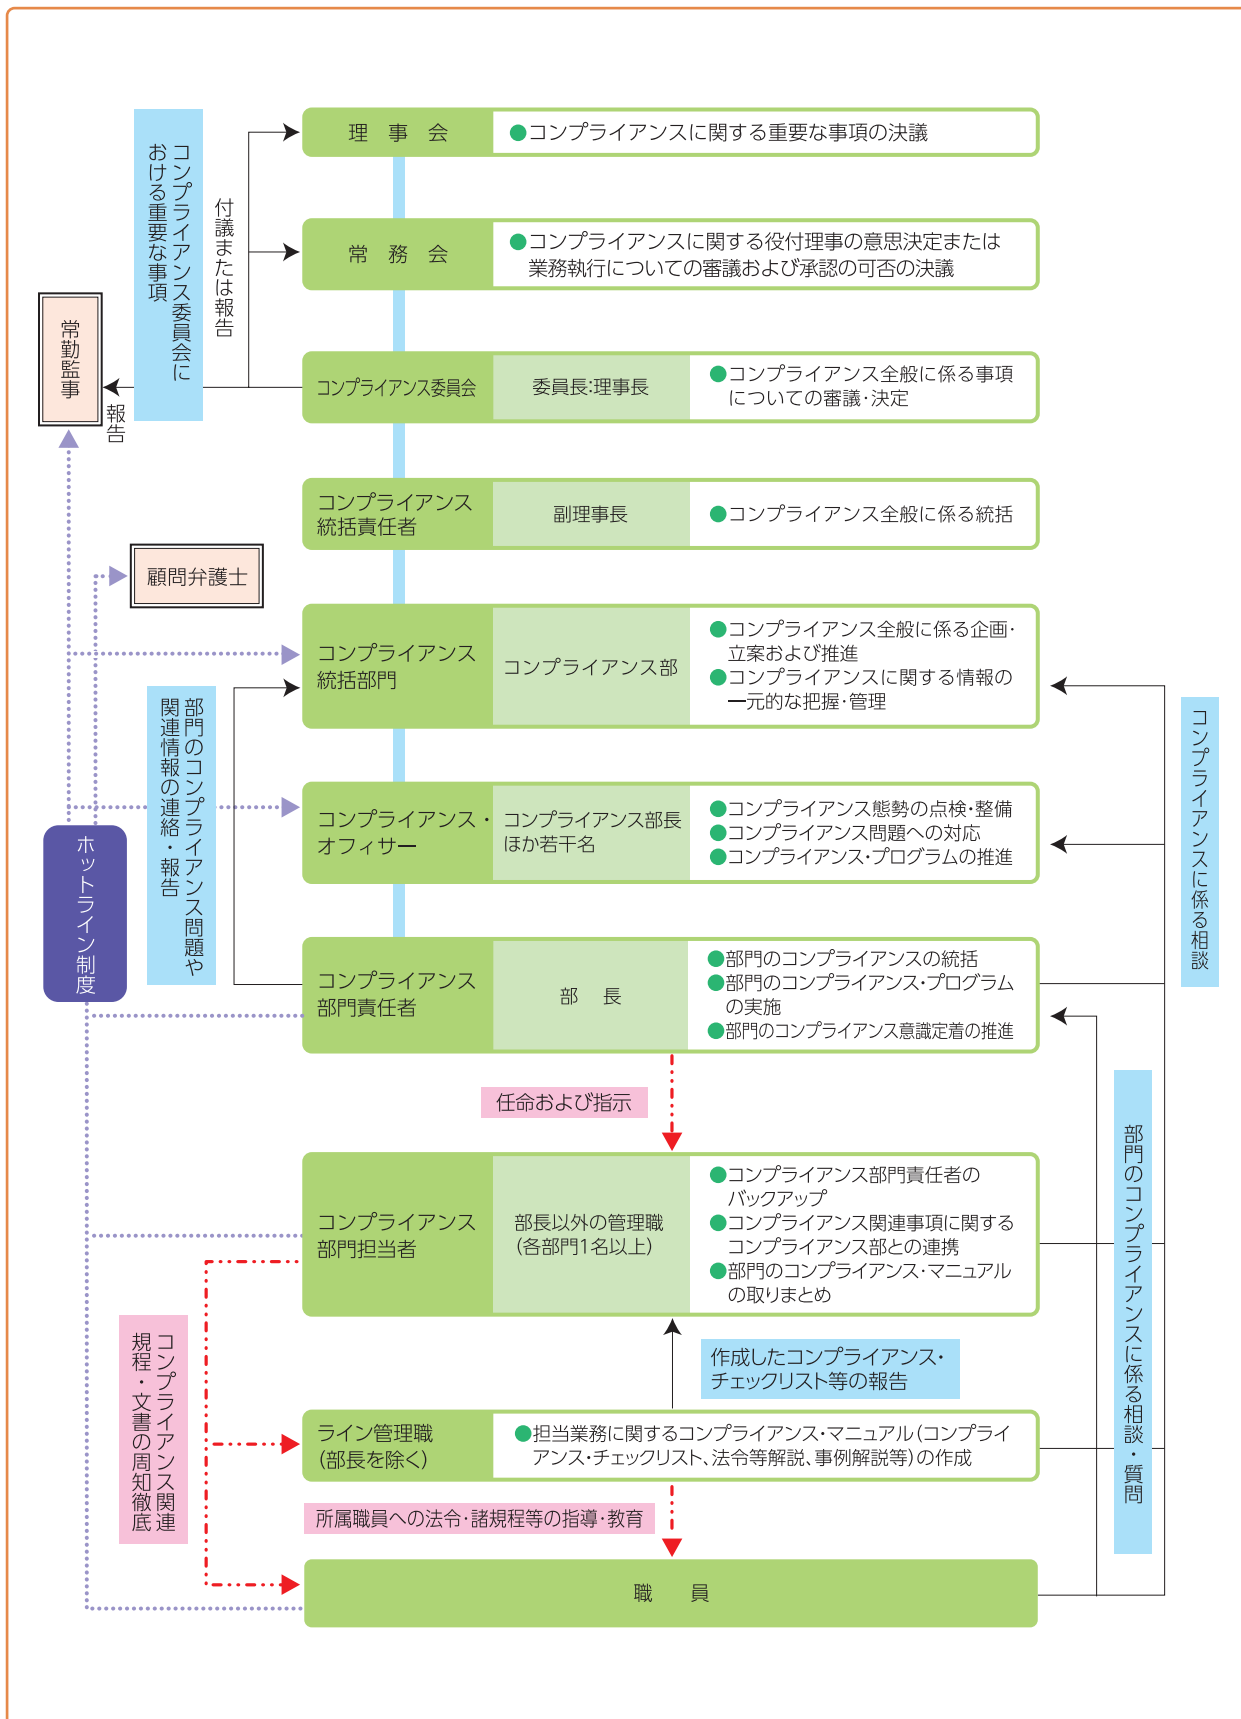 理 事 会
●コンプライアンスに関する重要な事項の決議
コンプライアンス委員会に
おける重要な事項
付議または報告
常 務 会
●コンプライアンスに関する役付理事の意思決定または
業務執行についての審議および承認の可否の決議
常勤監事
報告
コンプライアンス委員会
委員長:理事長
●コンプライアンス全般に係る事項
についての審議・決定
コンプライアンス
統括責任者
副理事長
●コンプライアンス全般に係る統括
顧問弁護士
コンプライアンス
統括部門
コンプライアンス部
●コンプライアンス全般に係る企画・
立案および推進
●コンプライアンスに関する情報の
一元的な把握・管理
部門のコンプライアンス問題や
関連情報の連絡・報告
コンプライアンスに係る相談
コンプライアンス・
オフィサー
コンプライアンス部長
ほか若干名
●コンプライアンス態勢の点検・整備
●コンプライアンス問題への対応
●コンプライアンス・プログラムの推進
ホットライン制度
コンプライアンス
部門責任者
部 長
●部門のコンプライアンスの統括
●部門のコンプライアンス・プログラム
の実施
●部門のコンプライアンス意識定着の推進
任命および指示
部門のコンプライアンスに係る相談・質問
コンプライアンス
部門担当者
部長以外の管理職
(各部門1名以上)
●コンプライアンス部門責任者の
バックアップ
●コンプライアンス関連事項に関する
コンプライアンス部との連携
●部門のコンプライアンス・マニュアル
の取りまとめ
コンプライアンス関連
規程・文書の周知徹底
作成したコンプライアンス・
チェックリスト等の報告
ライン管理職
(部長を除く)
●担当業務に関するコンプライアンス・マニュアル(コンプライ
アンス・チェックリスト、法令等解説、事例解説等)の作成
所属職員への法令・諸規程等の指導・教育
職 員